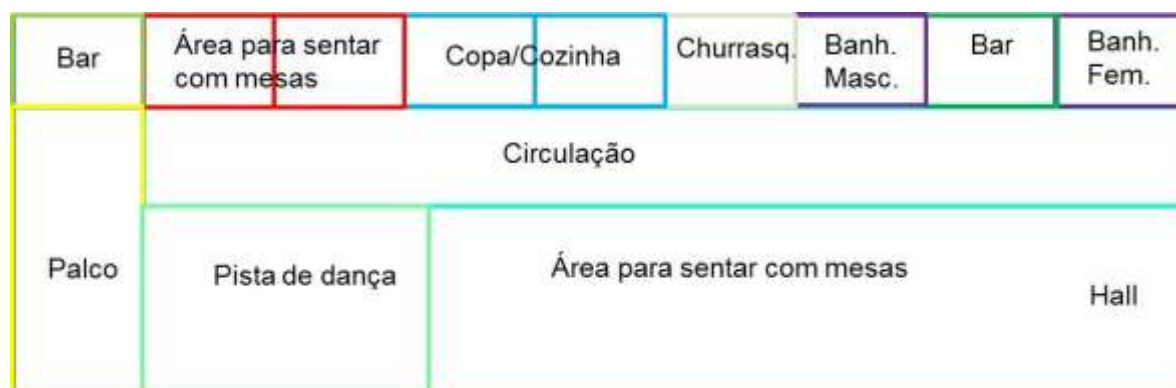 Bar
Área para sentar
com mesas
Copa/Cozinha
Churrasq.
Banh.
Masc.
Bar
Banh.
Fem.
Circulação
Palco
Pista de dança
Área para sentar com mesas
Hall